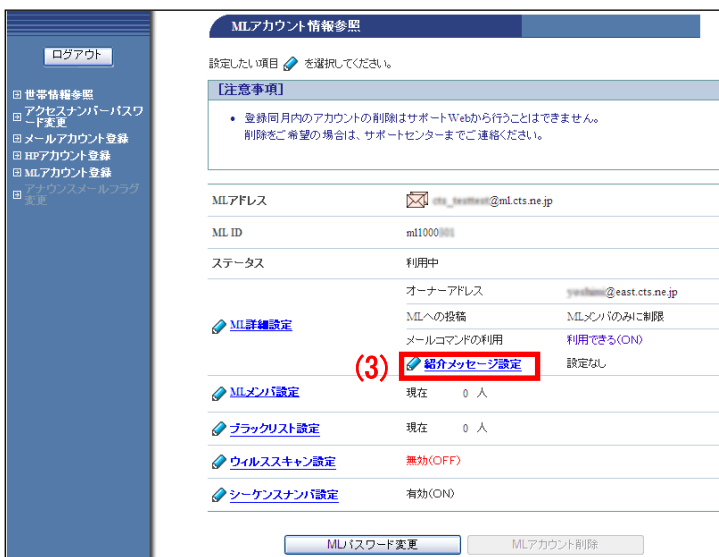 MLアカウント情報参照
ログアウト
設定したい項目 を選択してください。
世帯情報参照
アクセスナンバーパスワ
ード変更
メールアカウント登録
HPアカウント登録
MLアカウント登録
アナウンスメールフラグ
変更
[注意事項]
• 登録同月内のアカウントの削除はサポートWebから行うことはできません。
削除をご希望の場合は、サポートセンターまでご連絡ください。
MLアドレス @ml.cts.ne.jp
ML ID ml1000
ステータス 利用中
ML詳細設定
オーナーアドレス @east.cts.ne.jp
MLへの投稿 MLメンバのみに制限
メールコマンドの利用 利用できる(ON)
(3) 紹介メッセージ設定 設定なし
MLメンバ設定 現在 0 人
ブラックリスト設定 現在 0 人
ウィルススキャン設定 無効(OFF)
シーケンスナンバ設定 有効(ON)
MLパスワード変更 MLアカウント削除